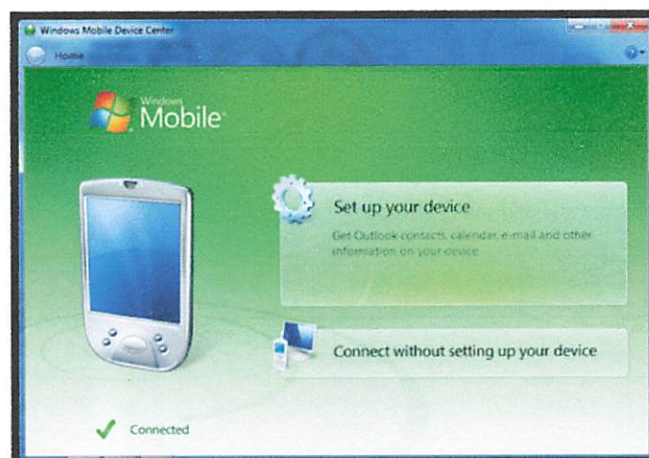 Windows Mobile Device Center
Home
Windows
Mobile
Set up your device
Get Outlook contacts, calendar, e-mail and other
information on your device
Connect without setting up your device
Connected